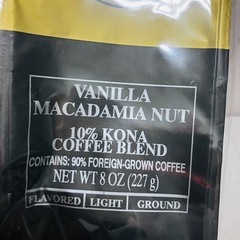 VANILLA
MACADAMIA NUT
10% KONA
COFFEE BLEND
CONTAINS: 90% FOREIGN-GROWN COFFEE
NET WT 8 OZ (227 g)
FLAVORED LIGHT GROUND